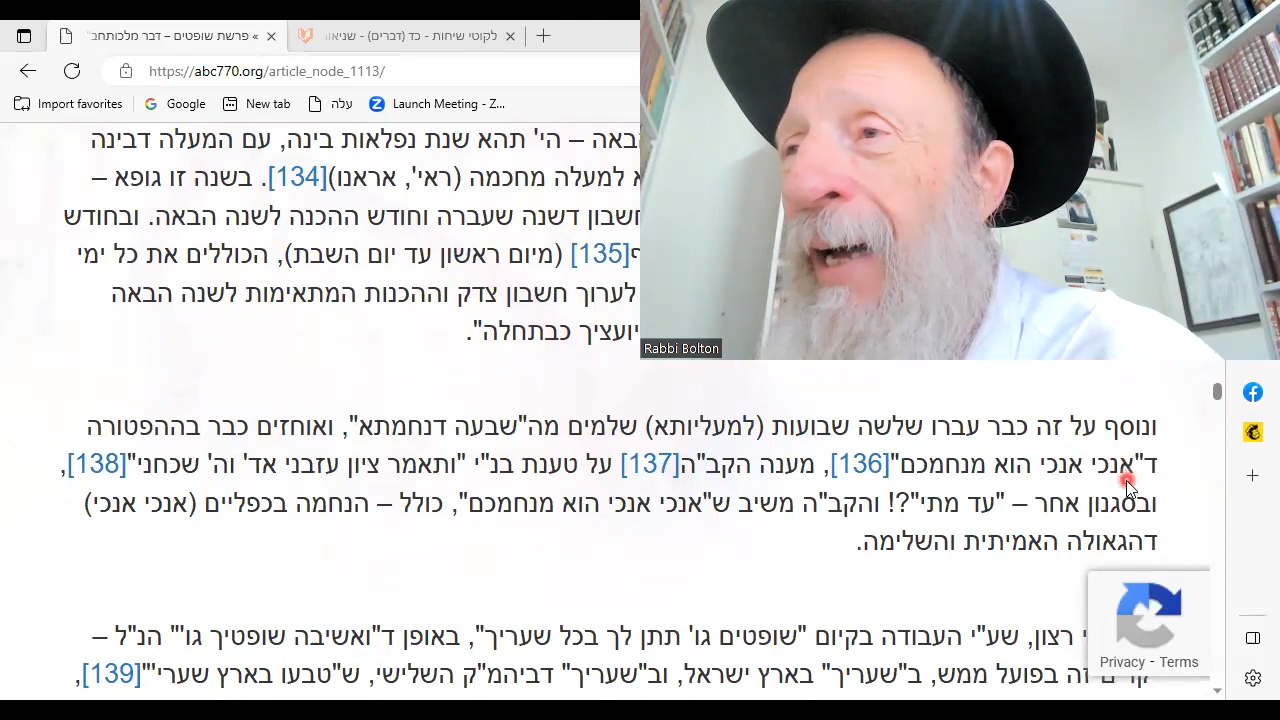 » פרשת שופטים – דבר מלכותחב"
לקוטי שיחות - כד (דברים) - שניאו
https://abc770.org/article_node_1113/
Import favorites
Google
New tab
עלה
Launch Meeting - Z...
הבאה – הי' תהא שנת נפלאות בינה, עם המעלה דבינה
א למעלה מחכמה (ראי', אראנו)[134]. בשנה זו גופא –
חשבון דשנה שעברה וחודש ההכנה לשנה הבאה. ובחודש
[135] (מיום ראשון עד יום השבת), הכוללים את כל ימי
לערוך חשבון צדק וההכנות המתאימות לשנה הבאה
יועציך כבתחלה".
Rabbi Bolton
ונוסף על זה כבר עברו שלשה שבועות (למעליותא) שלמים מה"שבעה דנחמתא", ואוחזים כבר בההפטורה
ד"אנכי אנכי הוא מנחמכם"[136], מענה הקב"ה[137] על טענת בנ"י "ותאמר ציון עזבני אד' וה' שכחני"[138],
ובסגנון אחר – "עד מתי"?! והקב"ה משיב ש"אנכי אנכי הוא מנחמכם", כולל – הנחמה בכפליים (אנכי אנכי)
דהגאולה האמיתית והשלימה.
י רצון, שע"י העבודה בקיום "שופטים גו' תתן לך בכל שעריך", באופן ד"ואשיבה שופטיך גו'" הנ"ל –
זה בפועל ממש, ב"שעריך" בארץ ישראל, וב"שעריך" דביהמ"ק השלישי, ש"טבעו בארץ שערי'"[139],
Privacy - Terms